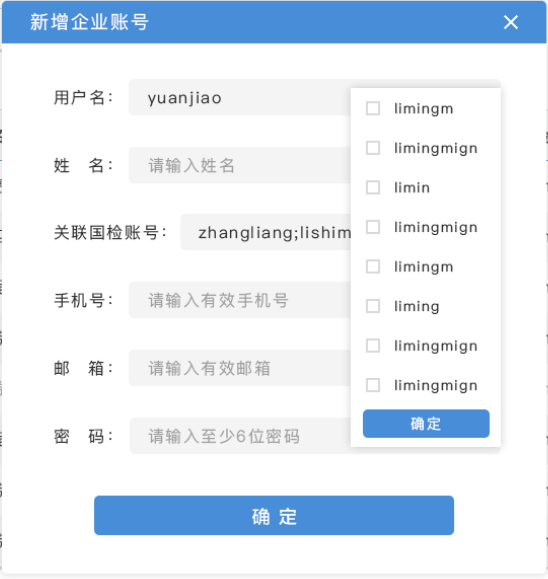 新增企业账号
用户名： yuanjiao
姓 名： 请输入姓名
关联国检账号： zhangliang;lishim
手机号： 请输入有效手机号
邮 箱： 请输入有效邮箱
密 码： 请输入至少6位密码
limingm
limingmign
limin
limingmign
limingm
liming
limingmign
limingmign
确定
确 定